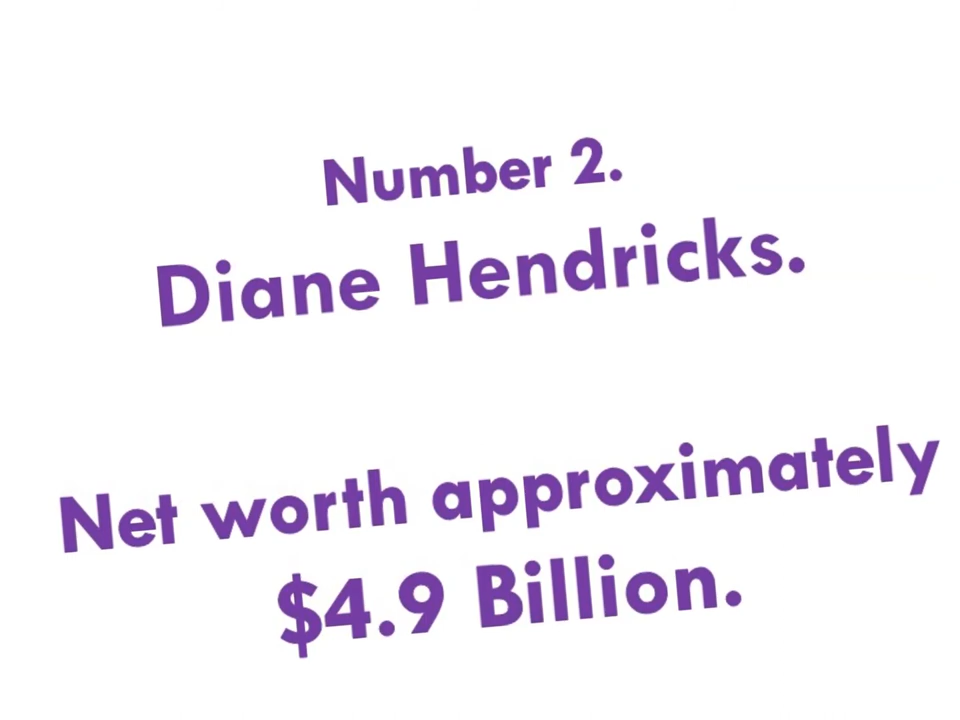 Number 2.
Diane Hendricks.
Net worth approximately
$4.9 Billion.